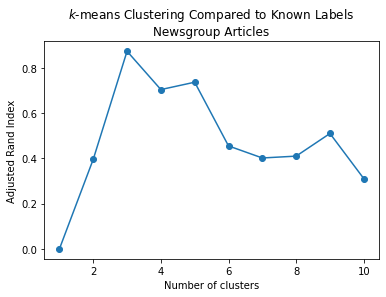 k-means Clustering Compared to Known Labels
Newsgroup Articles
Adjusted Rand Index
0.8
0.6
0.4
0.2
0.0
2 4 6 8 10
Number of clusters